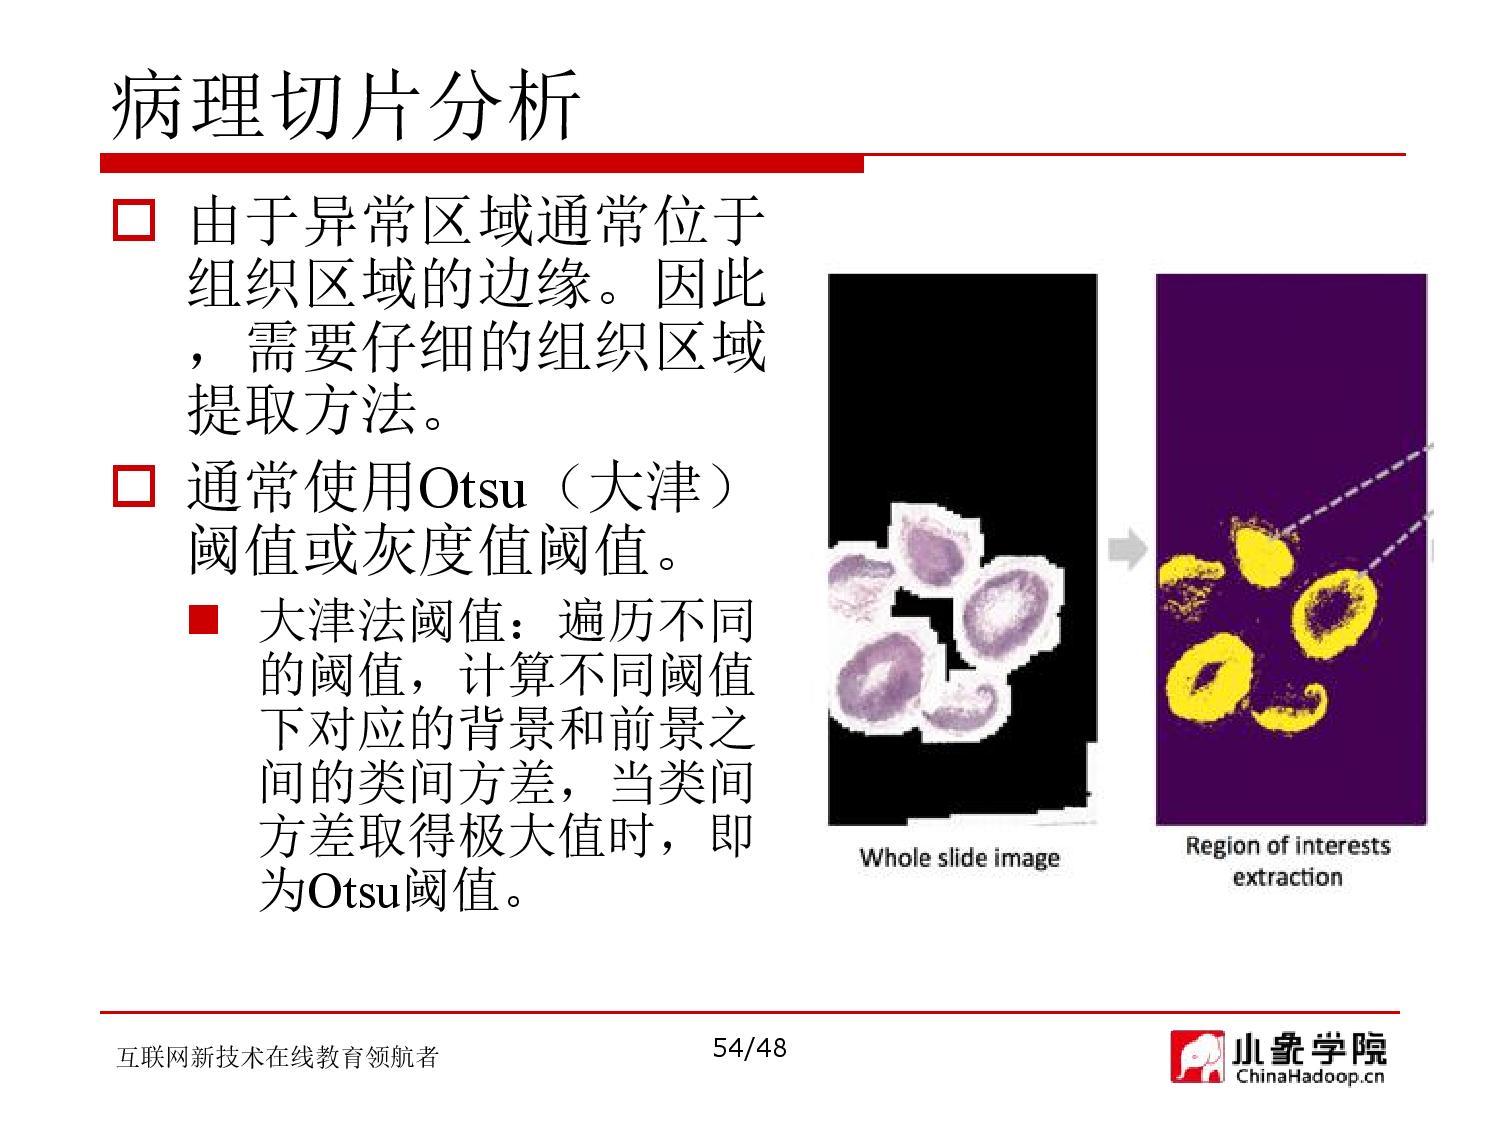 病理切片分析
由于异常区域通常位于
组织区域的边缘。因此
，需要仔细的组织区域
提取方法。
通常使用Otsu（大津）
阈值或灰度值阈值。
大津法阈值：遍历不同
的阈值，计算不同阈值
下对应的背景和前景之
间的类间方差，当类间
方差取得极大值时，即
为Otsu阈值。
Whole slide image
Region of interests
extraction
互联网新技术在线教育领航者
54/48
小象学院
ChinaHadoop.cn